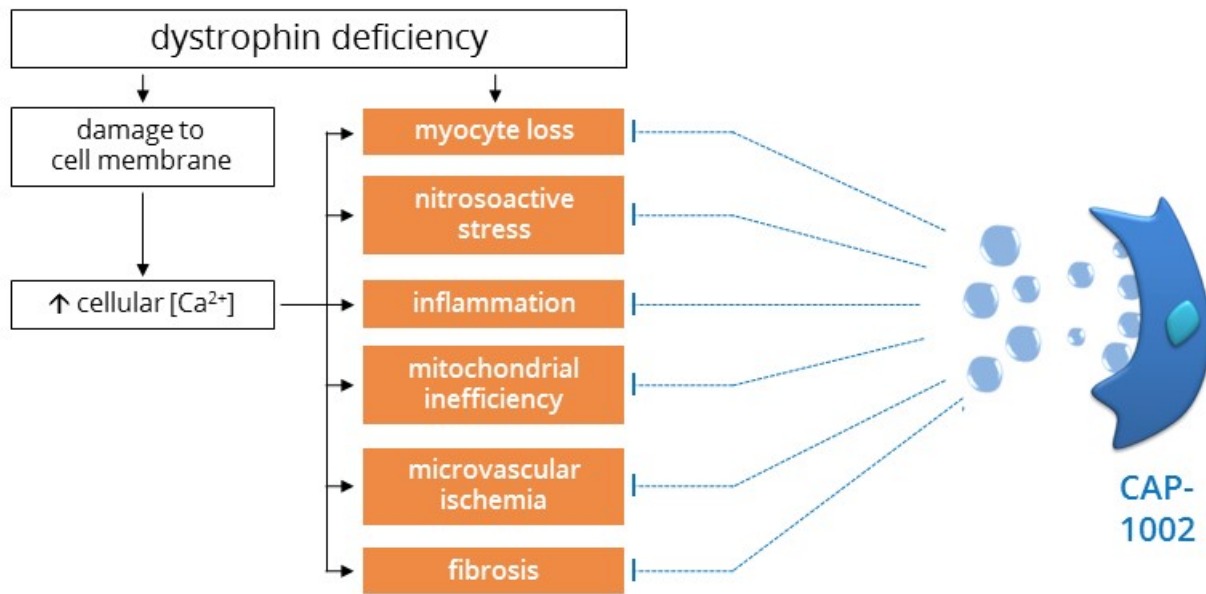 dystrophin deficiency
damage to
cell membrane
↑ cellular [Ca²⁺]
myocyte loss
nitrosoactive
stress
inflammation
mitochondrial
inefficiency
microvascular
ischemia
fibrosis
CAP-
1002